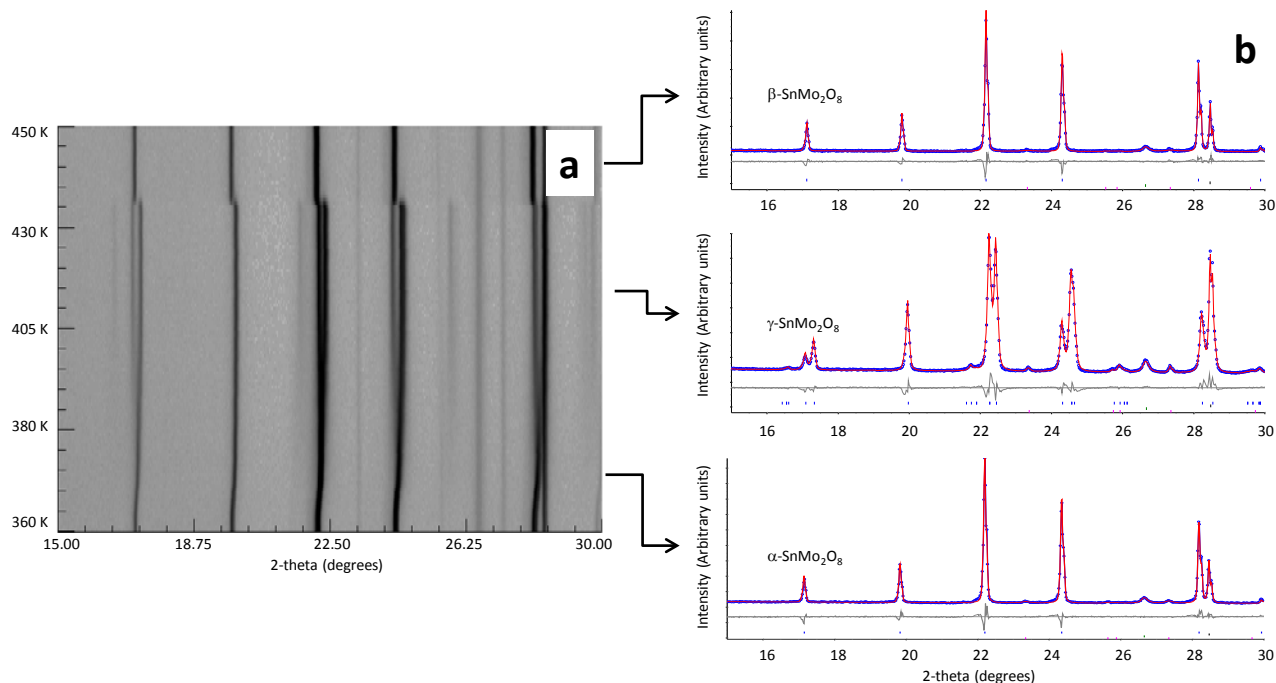 a
450 K
430 K
405 K
380 K
360 K
15.00 18.75 22.50 26.25 30.00
2-theta (degrees)
b
Intensity (Arbitrary units)
β-SnMo₂O₈
16 18 20 22 24 26 28 30
Intensity (Arbitrary units)
γ-SnMo₂O₈
16 18 20 22 24 26 28 30
Intensity (Arbitrary units)
α-SnMo₂O₈
16 18 20 22 24 26 28 30
2-theta (degrees)